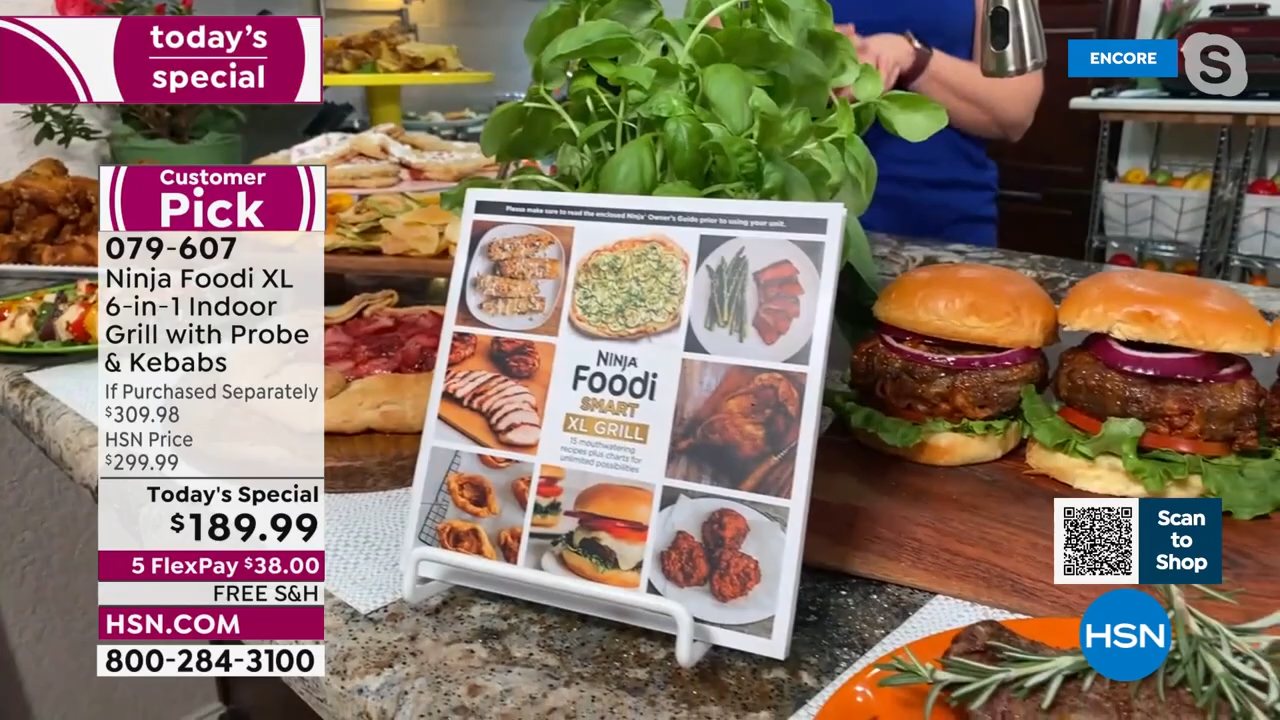 today's
special
ENCORE
S
Customer
Pick
079-607
Ninja Foodi XL
6-in-1 Indoor
Grill with Probe
& Kebabs
If Purchased Separately
$309.98
HSN Price
$299.99
Today's Special
$189.99
5 FlexPay $38.00
FREE S&H
HSN.COM
800-284-3100
Please make sure to read the enclosed Ninja® Owner's Guide prior to using your unit.
NINJA
Foodi
SMART
XL GRILL
15 mouthwatering
recipes plus charts for
unlimited possibilities
Scan
to
Shop
HSN